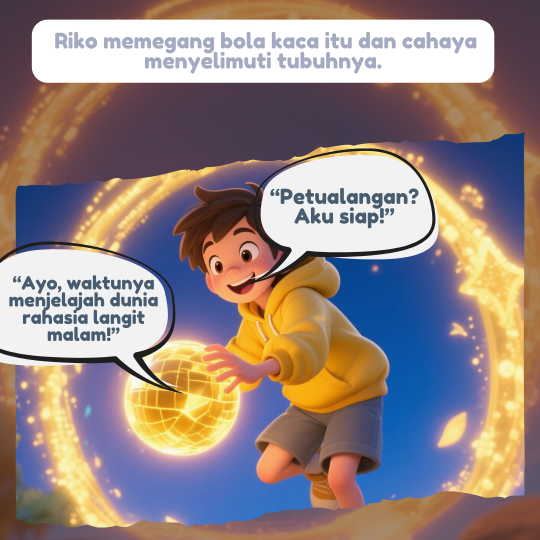 Riko memegang bola kaca itu dan cahaya
menyelimuti tubuhnya.
“Petualangan?
Aku siap!”
“Ayo, waktunya
menjelajah dunia
rahasia langit
malam!”